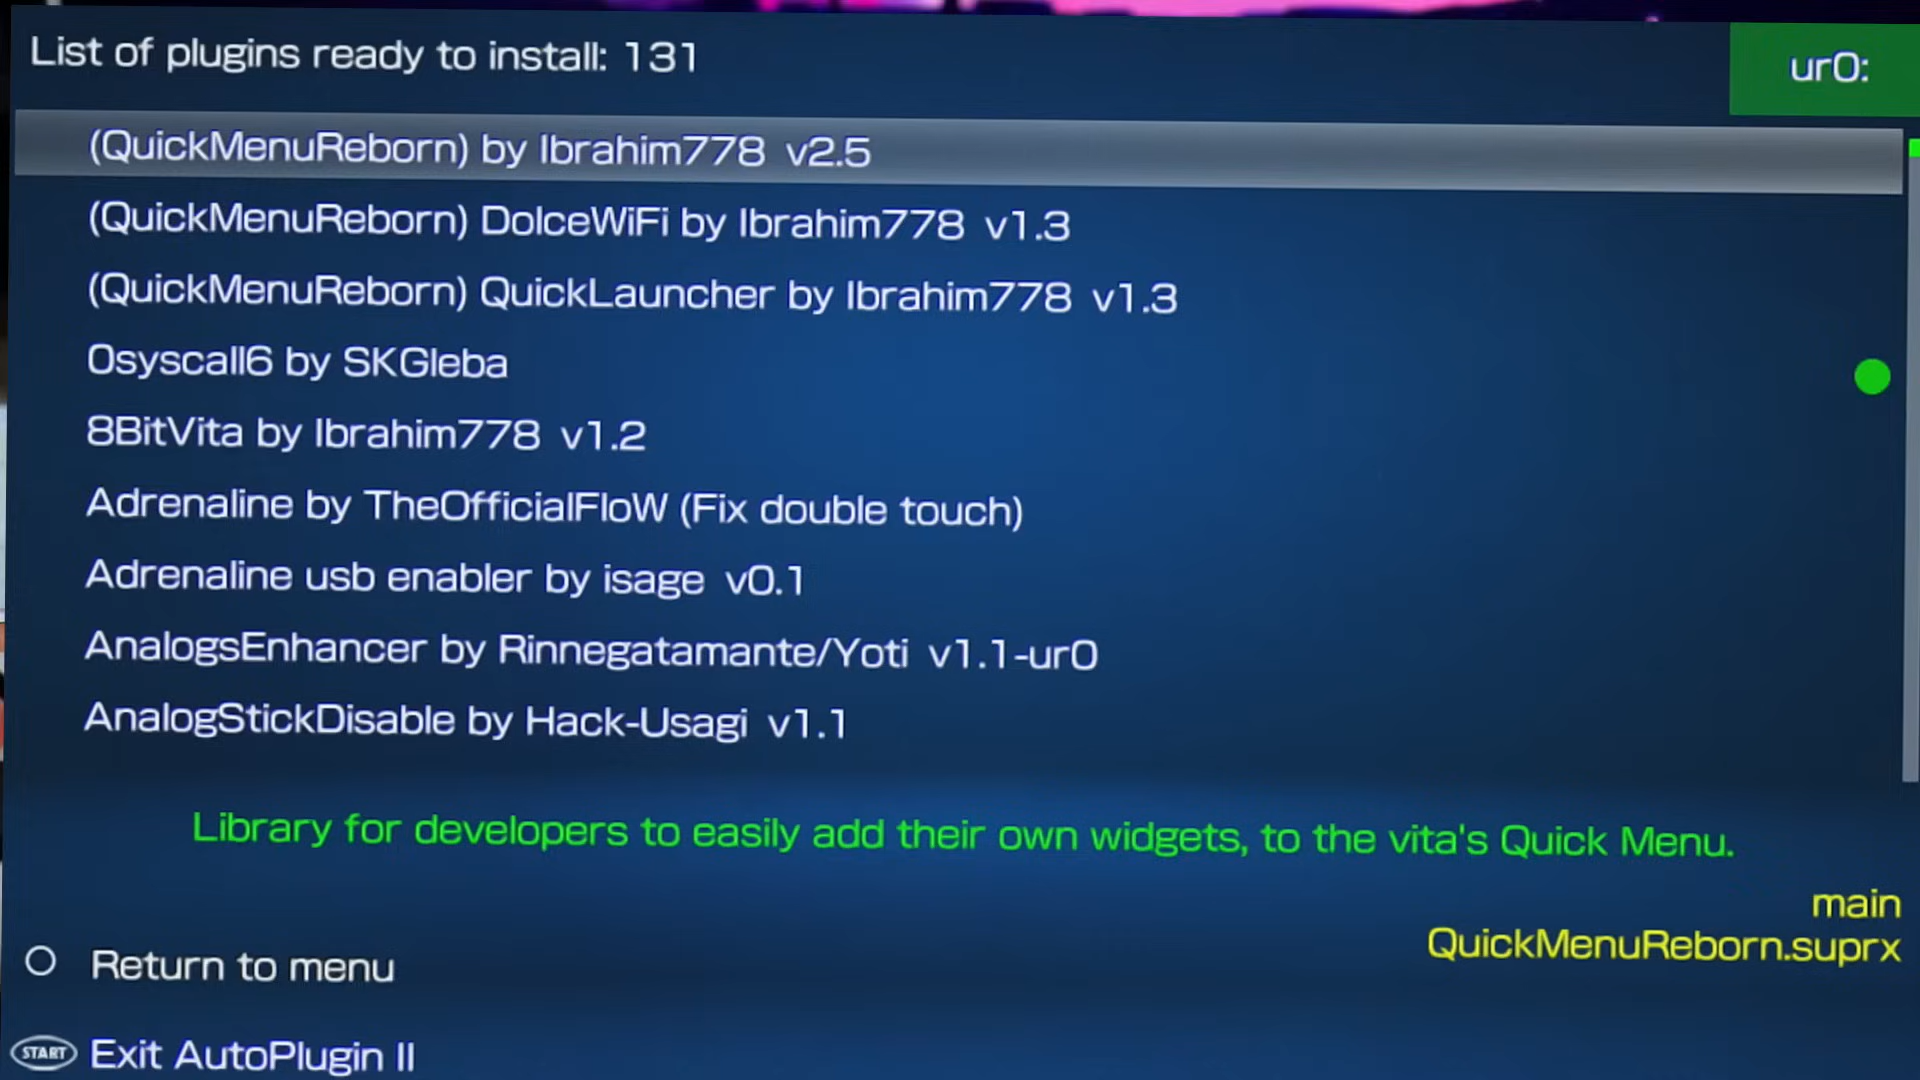 List of plugins ready to install: 131
ur0:
(QuickMenuReborn) by Ibrahim778 v2.5
(QuickMenuReborn) DolceWiFi by Ibrahim778 v1.3
(QuickMenuReborn) QuickLauncher by Ibrahim778 v1.3
0syscall6 by SKGleba
8BitVita by Ibrahim778 v1.2
Adrenaline by TheOfficialFloW (Fix double touch)
Adrenaline usb enabler by isage v0.1
AnalogsEnhancer by Rinnegatamante/Yoti v1.1-ur0
AnalogStickDisable by Hack-Usagi v1.1
Library for developers to easily add their own widgets, to the vita's Quick Menu.
main
QuickMenuReborn.suprx
Return to menu
START Exit AutoPlugin II